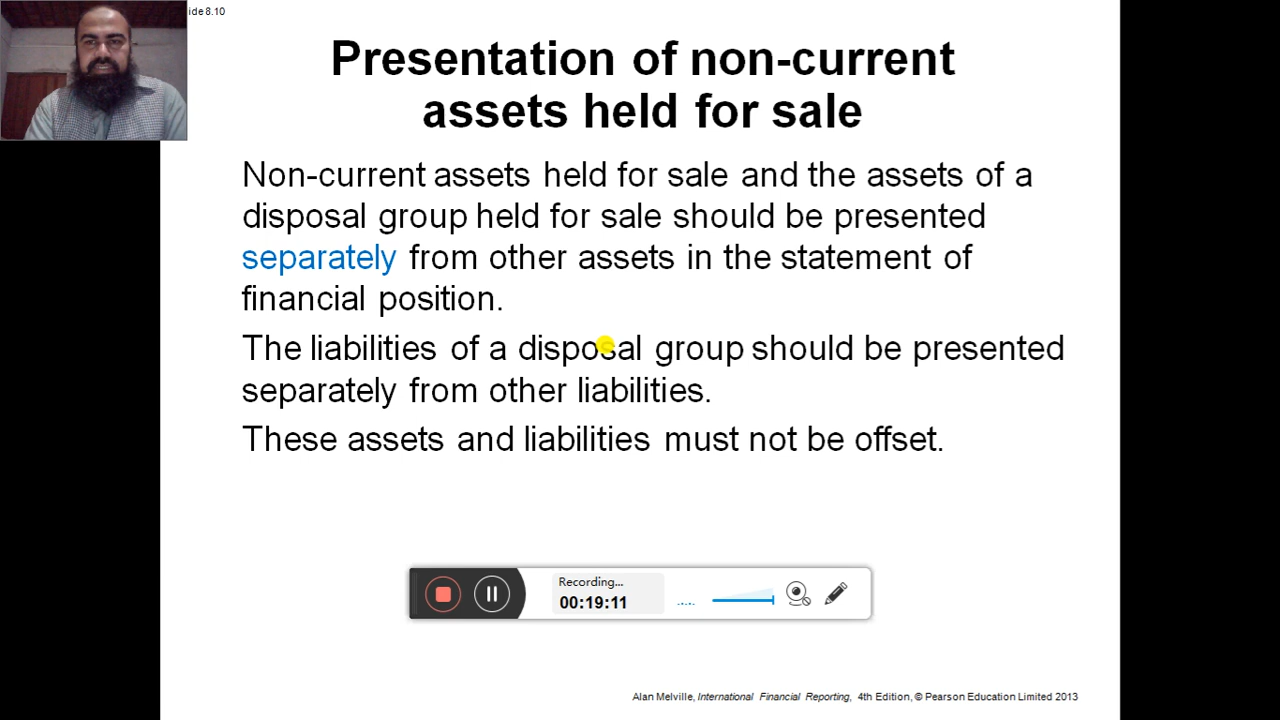 ide 8.10
Presentation of non-current
assets held for sale
Non-current assets held for sale and the assets of a
disposal group held for sale should be presented
separately from other assets in the statement of
financial position.
The liabilities of a disposal group should be presented
separately from other liabilities.
These assets and liabilities must not be offset.
Recording...
00:19:11
Alan Melville, International Financial Reporting, 4th Edition, © Pearson Education Limited 2013